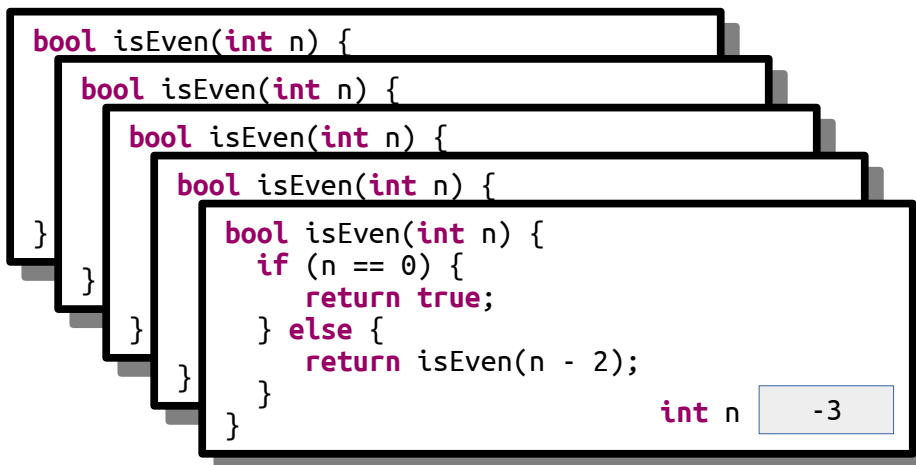 bool isEven(int n) {
bool isEven(int n) {
bool isEven(int n) {
bool isEven(int n) {
bool isEven(int n) {
  if (n == 0) {
     return true;
  } else {
     return isEven(n - 2);
  }
}
int n -3
}
}
}
}